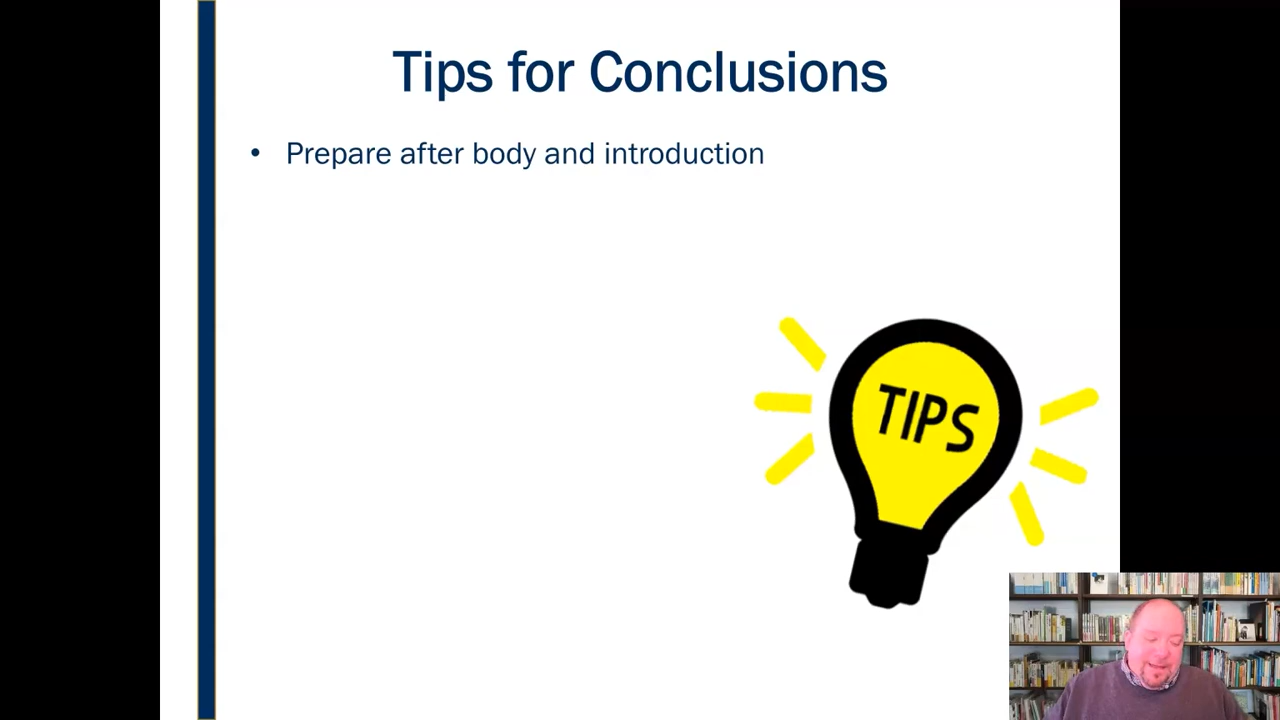 Tips for Conclusions
• Prepare after body and introduction
TIPS